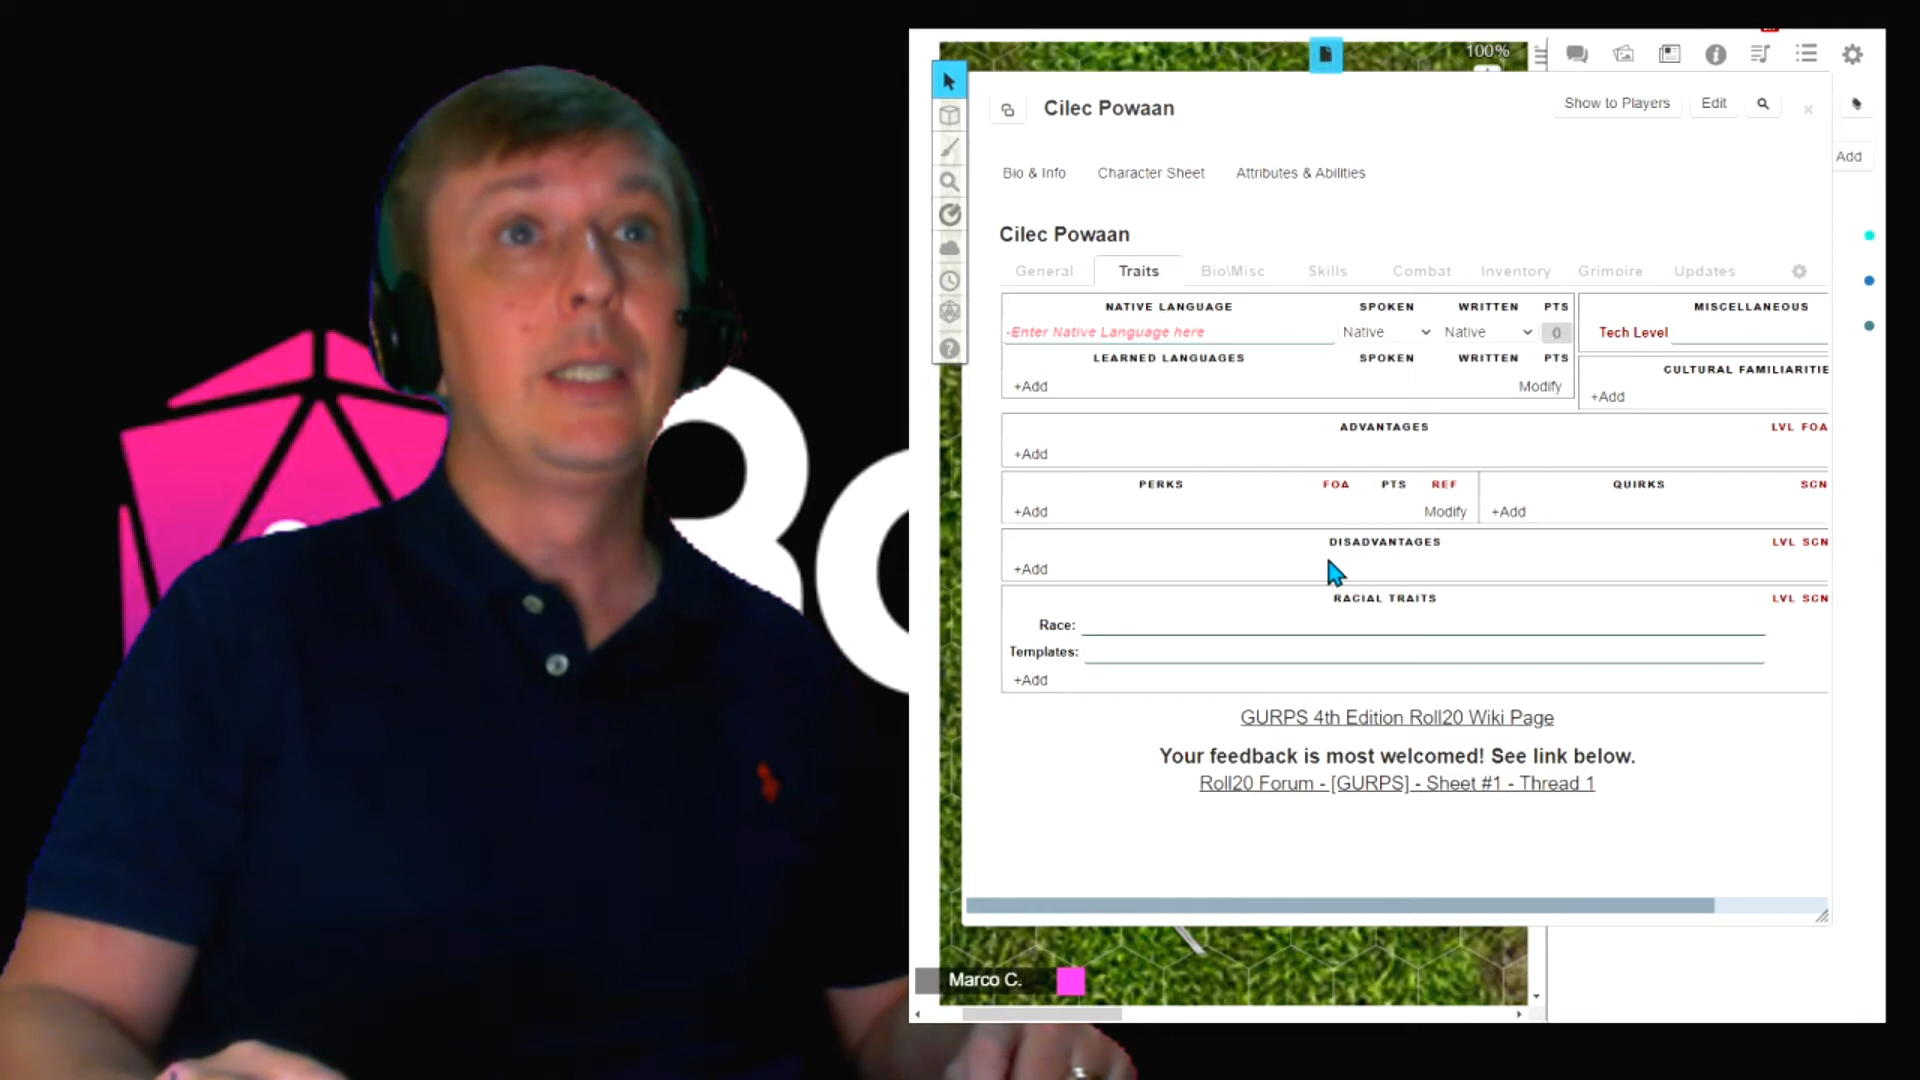 100%
Cilec Powaan
Show to Players
Edit
Add
Bio & Info
Character Sheet
Attributes & Abilities
Cilec Powaan
General
Traits
Bio\Misc
Skills
Combat
Inventory
Grimoire
Updates
NATIVE LANGUAGE SPOKEN WRITTEN PTS
MISCELLANEOUS
-Enter Native Language here Native Native 0
Tech Level
LEARNED LANGUAGES SPOKEN WRITTEN PTS
CULTURAL FAMILIARITIE
+Add Modify
+Add
ADVANTAGES LVL FOA
+Add
PERKS FOA PTS REF
QUIRKS SCN
+Add Modify
+Add
DISADVANTAGES LVL SCN
+Add
RACIAL TRAITS LVL SCN
Race:
Templates:
+Add
GURPS 4th Edition Roll20 Wiki Page
Your feedback is most welcomed! See link below.
Roll20 Forum - [GURPS] - Sheet #1 - Thread 1
Marco C.